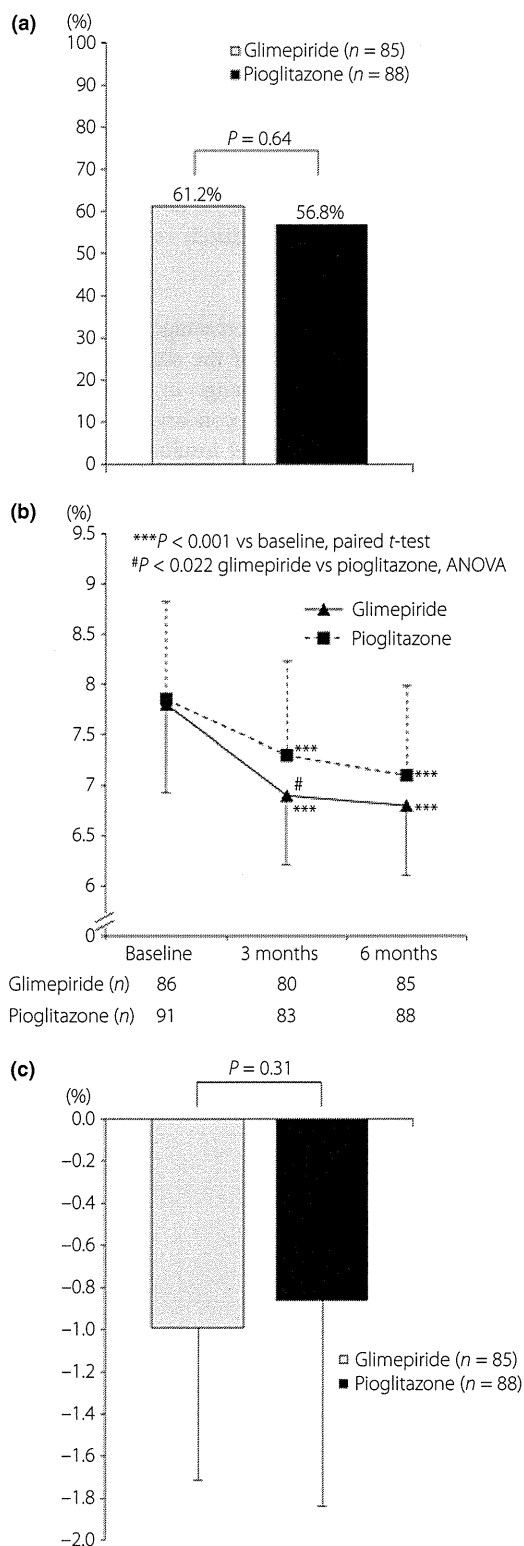 (a)
(%)
Glimepiride (n = 85)
Pioglitazone (n = 88)
100
90
80
70
60
50
40
30
20
10
0
P = 0.64
61.2%
56.8%
(b)
(%)
***P < 0.001 vs baseline, paired t-test
#P < 0.022 glimepiride vs pioglitazone, ANOVA
Glimepiride
Pioglitazone
9.5
9
8.5
8
7.5
7
6.5
6
0
***
#
***
***
***
Baseline 3 months 6 months
Glimepiride (n) 86 80 85
Pioglitazone (n) 91 83 88
(c)
(%)
P = 0.31
0.0
–0.2
–0.4
–0.6
–0.8
–1.0
–1.2
–1.4
–1.6
–1.8
–2.0
Glimepiride (n = 85)
Pioglitazone (n = 88)